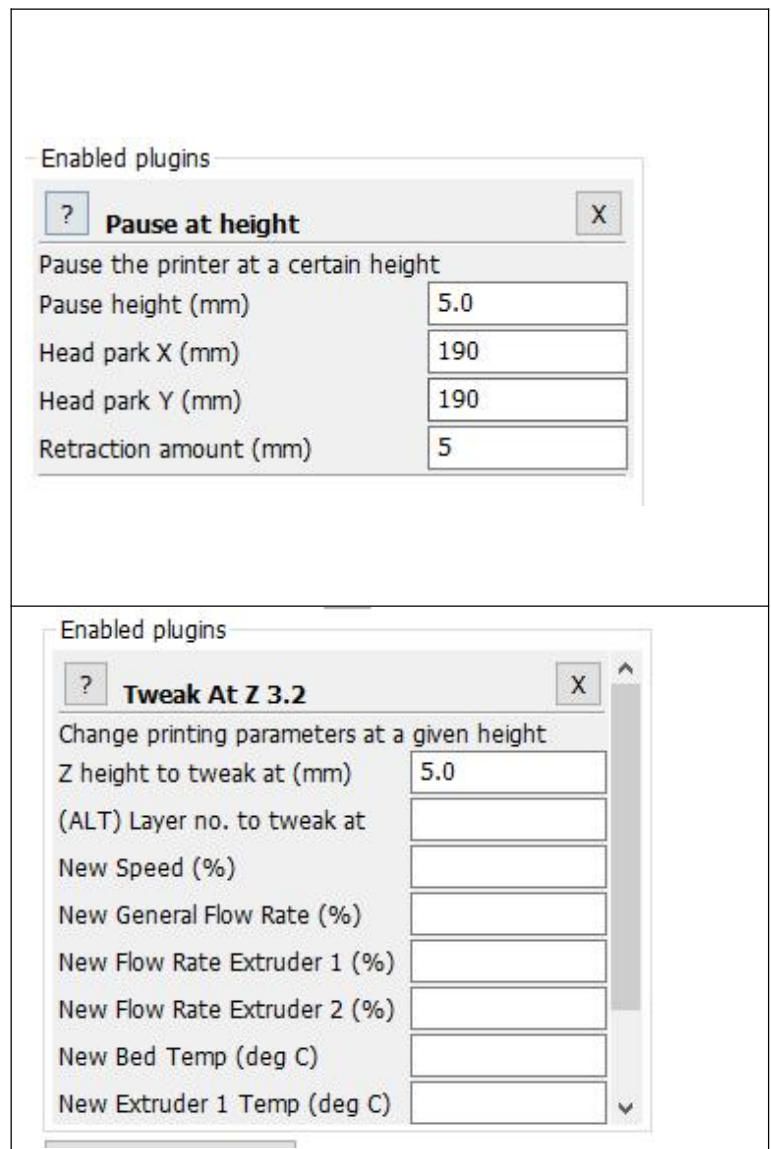 Enabled plugins
? Pause at height X
Pause the printer at a certain height
Pause height (mm) 5.0
Head park X (mm) 190
Head park Y (mm) 190
Retraction amount (mm) 5
Enabled plugins
? Tweak At Z 3.2 X
Change printing parameters at a given height
Z height to tweak at (mm) 5.0
(ALT) Layer no. to tweak at
New Speed (%)
New General Flow Rate (%)
New Flow Rate Extruder 1 (%)
New Flow Rate Extruder 2 (%)
New Bed Temp (deg C)
New Extruder 1 Temp (deg C)